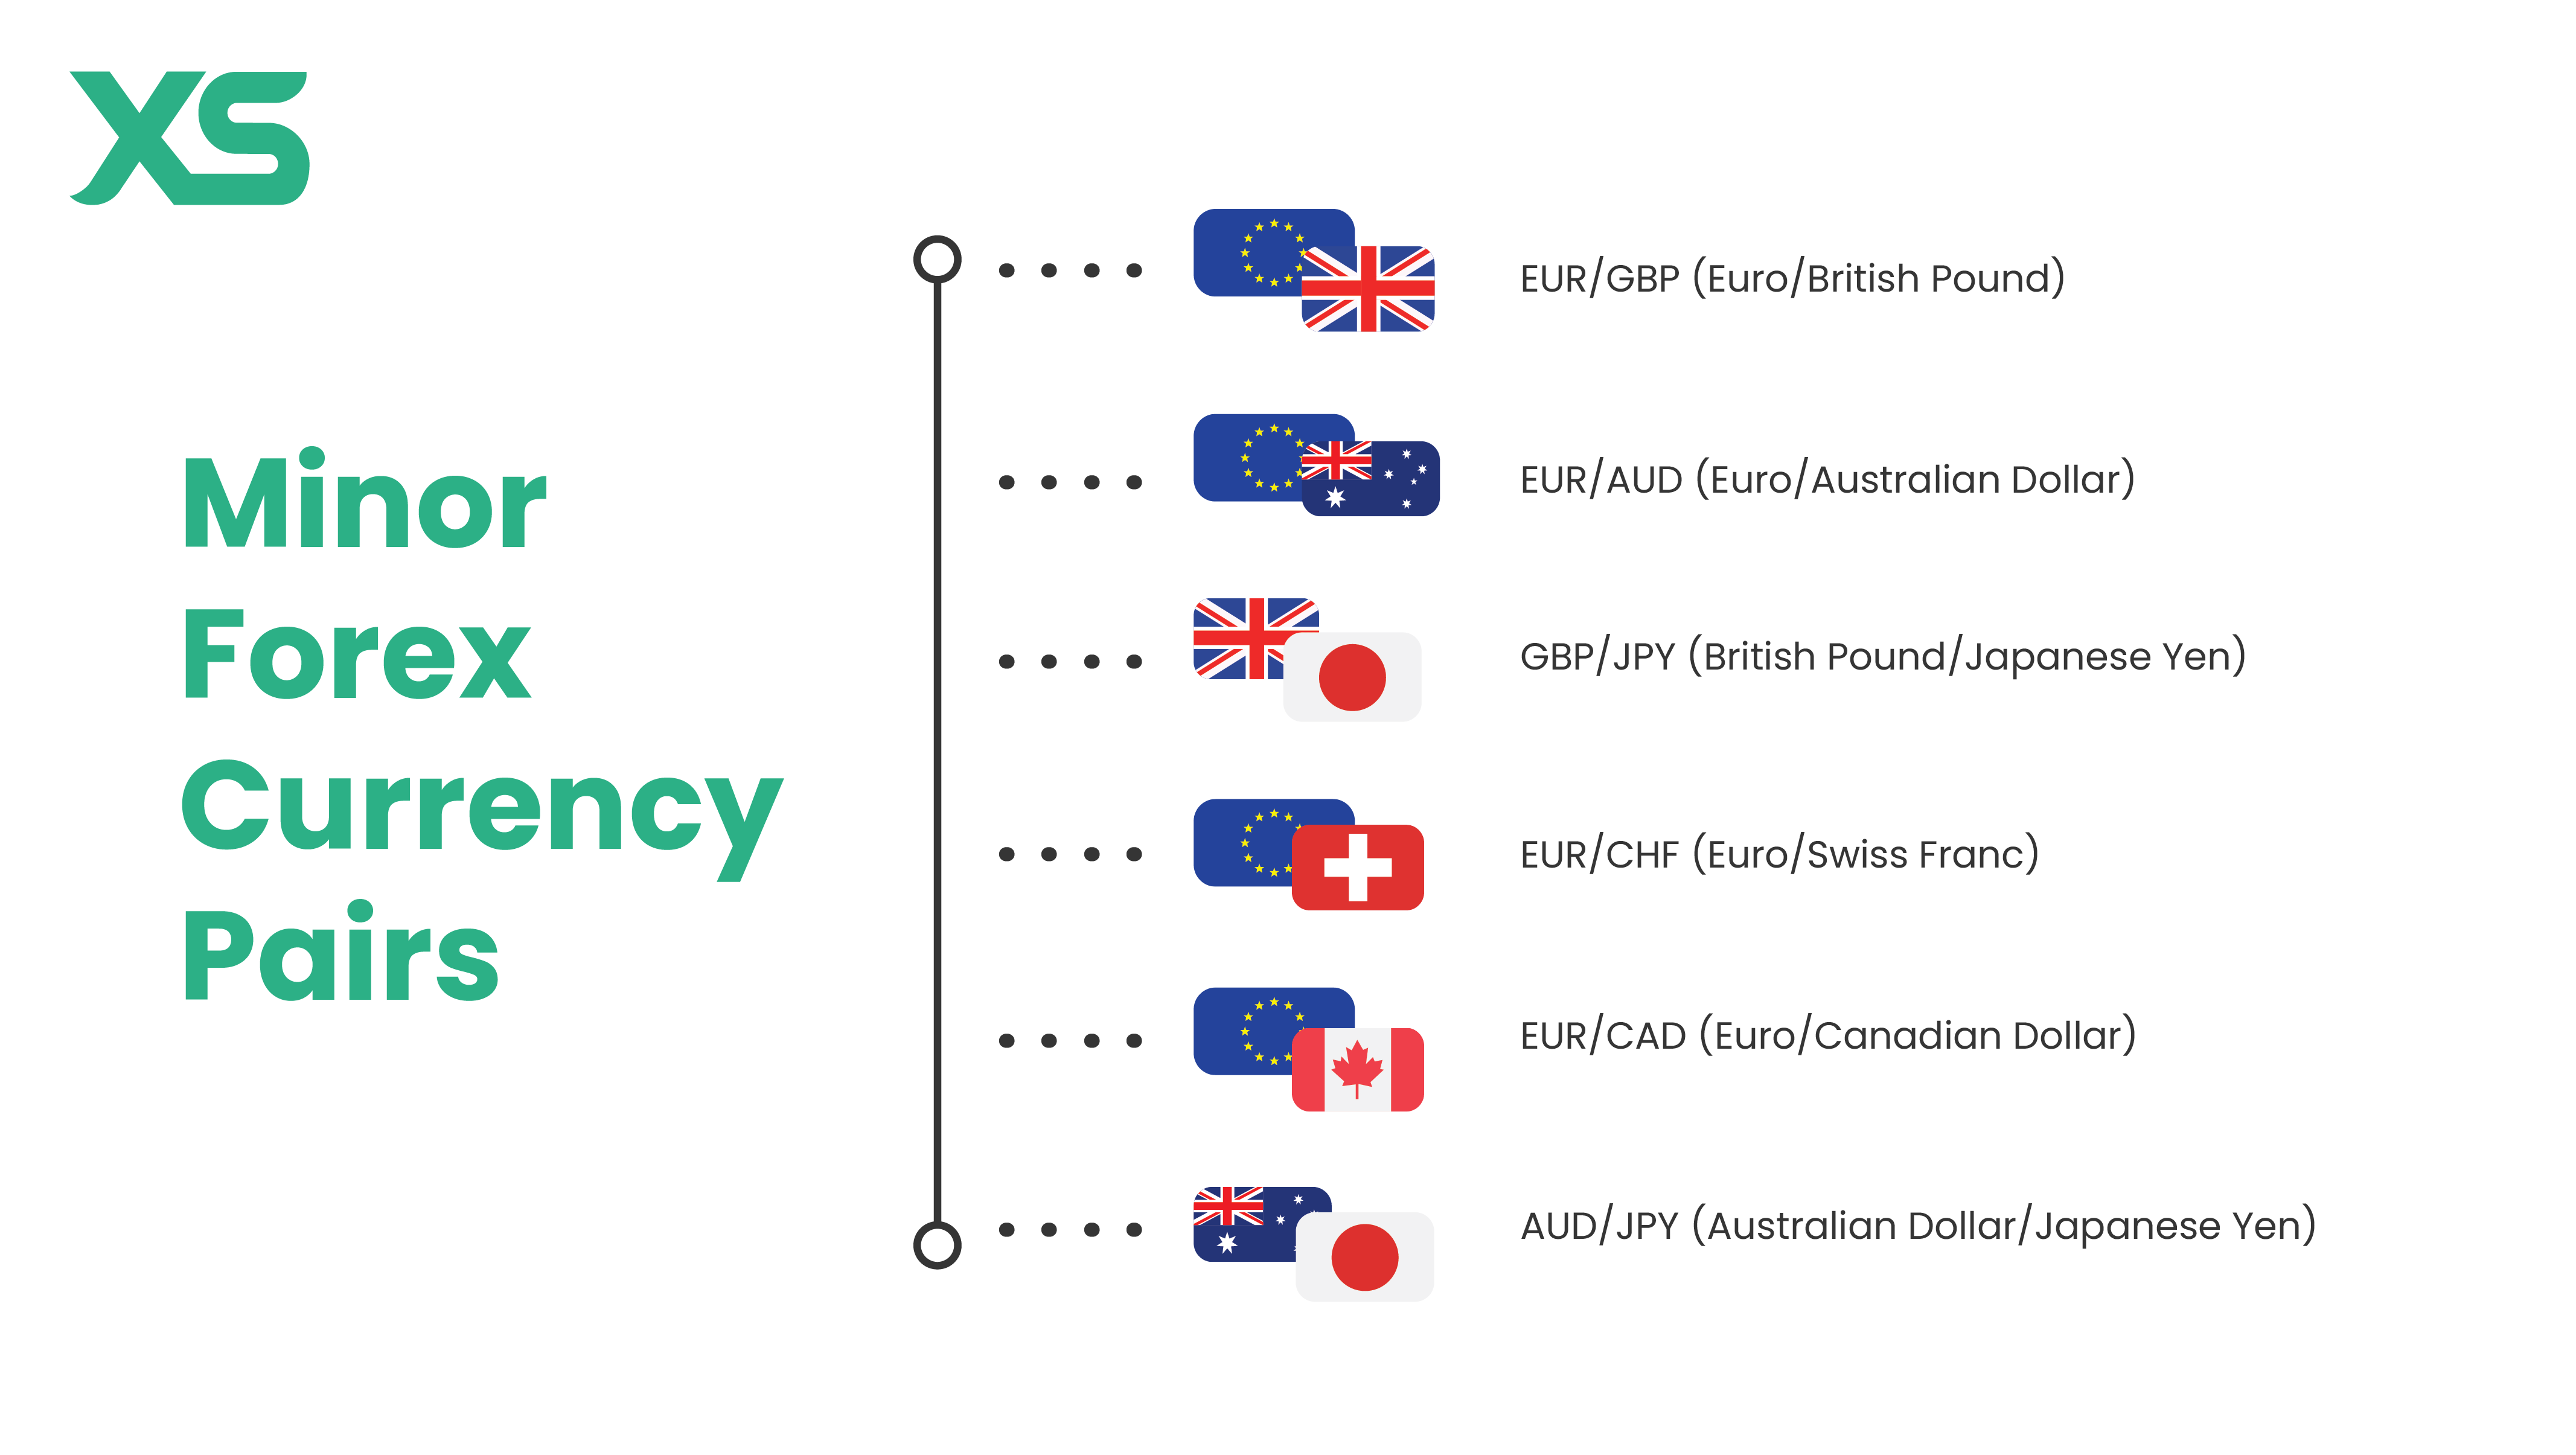 XS
Minor
Forex
Currency
Pairs
EUR/GBP (Euro/British Pound)
EUR/AUD (Euro/Australian Dollar)
GBP/JPY (British Pound/Japanese Yen)
EUR/CHF (Euro/Swiss Franc)
EUR/CAD (Euro/Canadian Dollar)
AUD/JPY (Australian Dollar/Japanese Yen)